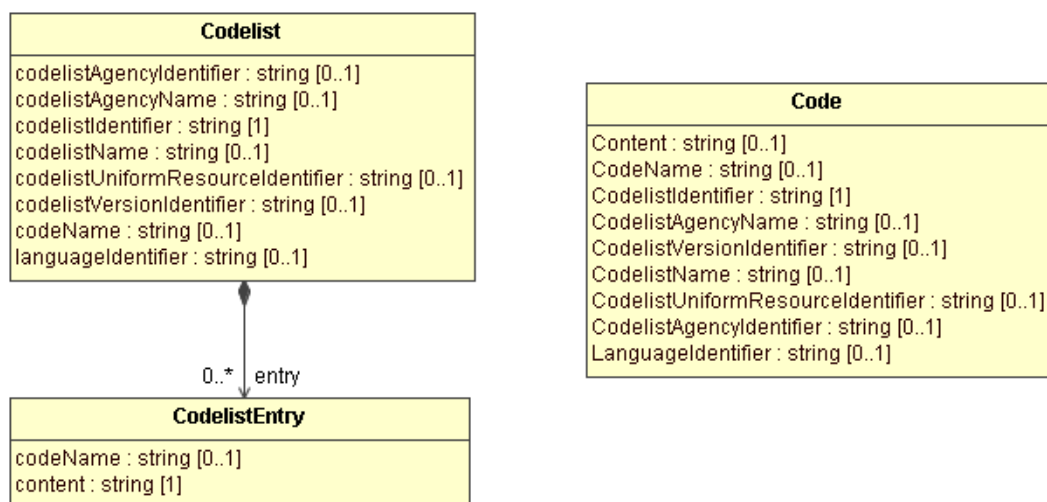 Codelist
codelistAgencyIdentifier : string [0..1]
codelistAgencyName : string [0..1]
codelistIdentifier : string [1]
codelistName : string [0..1]
codelistUniformResourceIdentifier : string [0..1]
codelistVersionIdentifier : string [0..1]
codeName : string [0..1]
languageIdentifier : string [0..1]
0..* entry
CodelistEntry
codeName : string [0..1]
content : string [1]
Code
Content : string [0..1]
CodeName : string [0..1]
CodelistIdentifier : string [1]
CodelistAgencyName : string [0..1]
CodelistVersionIdentifier : string [0..1]
CodelistName : string [0..1]
CodelistUniformResourceIdentifier : string [0..1]
CodelistAgencyIdentifier : string [0..1]
LanguageIdentifier : string [0..1]